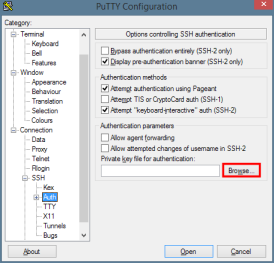 PuTTY Configuration
Category:
Terminal
Keyboard
Bell
Features
Window
Appearance
Behaviour
Translation
Selection
Colours
Connection
Data
Proxy
Telnet
Rlogin
SSH
Kex
Auth
TTY
X11
Tunnels
Bugs
Options controlling SSH authentication
Bypass authentication entirely (SSH-2 only)
Display pre-authentication banner (SSH-2 only)
Authentication methods
Attempt authentication using Pageant
Attempt TIS or CryptoCard auth (SSH-1)
Attempt "keyboard-interactive" auth (SSH-2)
Authentication parameters
Allow agent forwarding
Allow attempted changes of username in SSH-2
Private key file for authentication:
Browse...
About
Open
Cancel